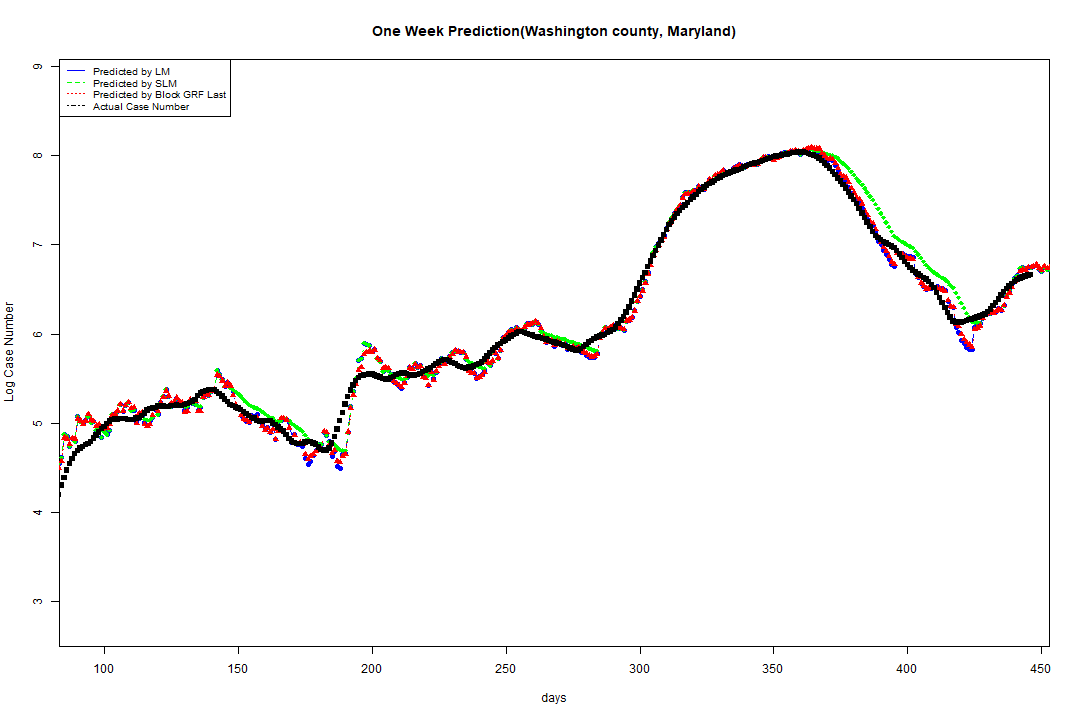 One Week Prediction(Washington county, Maryland)
Predicted by LM
Predicted by SLM
Predicted by Block GRF Last
Actual Case Number
9
8
7
6
5
4
3
Log Case Number
100 150 200 250 300 350 400 450
days